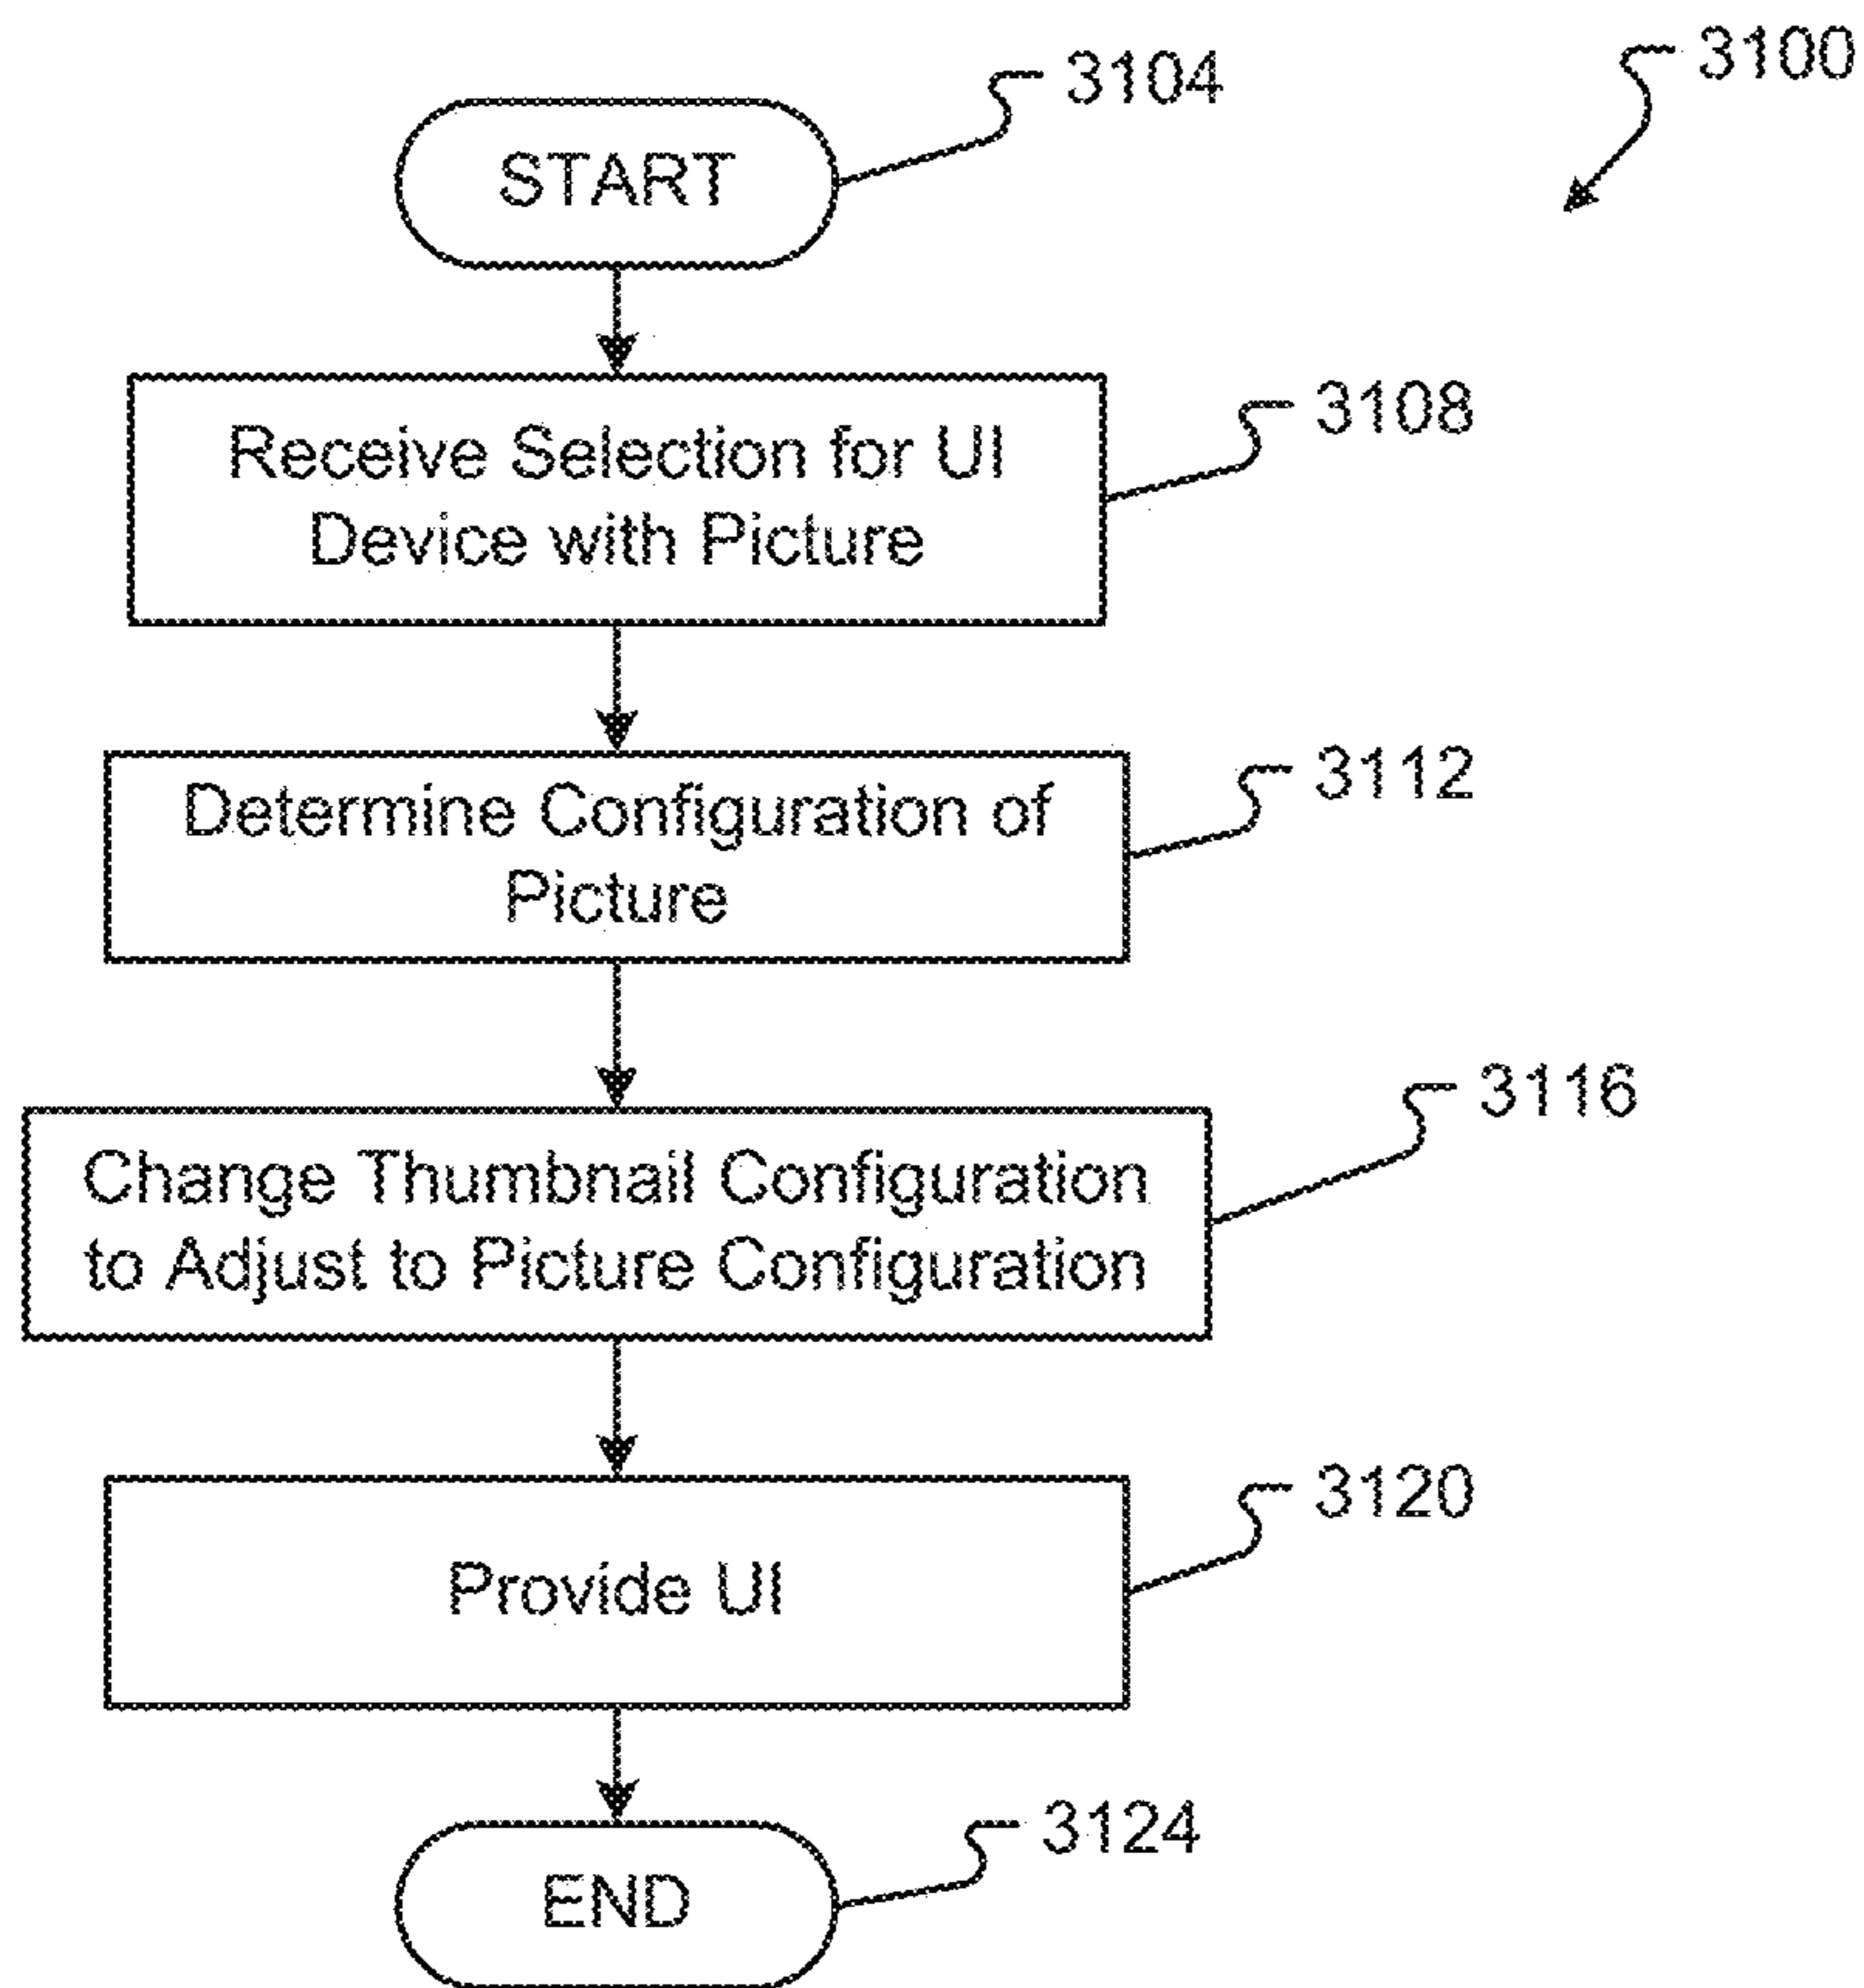 3100
3104
START
3108
Receive Selection for UI
Device with Picture
3112
Determine Configuration of
Picture
3116
Change Thumbnail Configuration
to Adjust to Picture Configuration
3120
Provide UI
3124
END